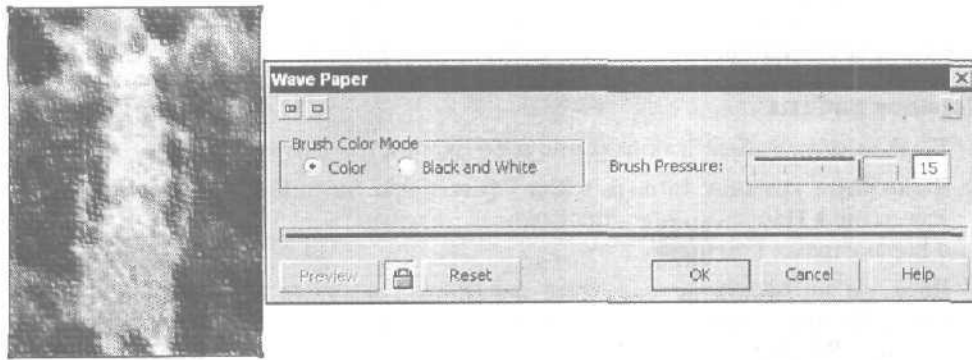 Wave Paper
Brush Color Mode
Color Black and White Brush Pressure: 15
Preview Reset OK Cancel Help